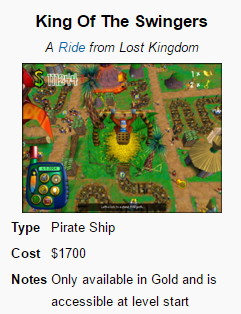 King Of The Swingers
A Ride from Lost Kingdom
Type Pirate Ship
Cost $1700
Notes Only available in Gold and is
accessible at level start